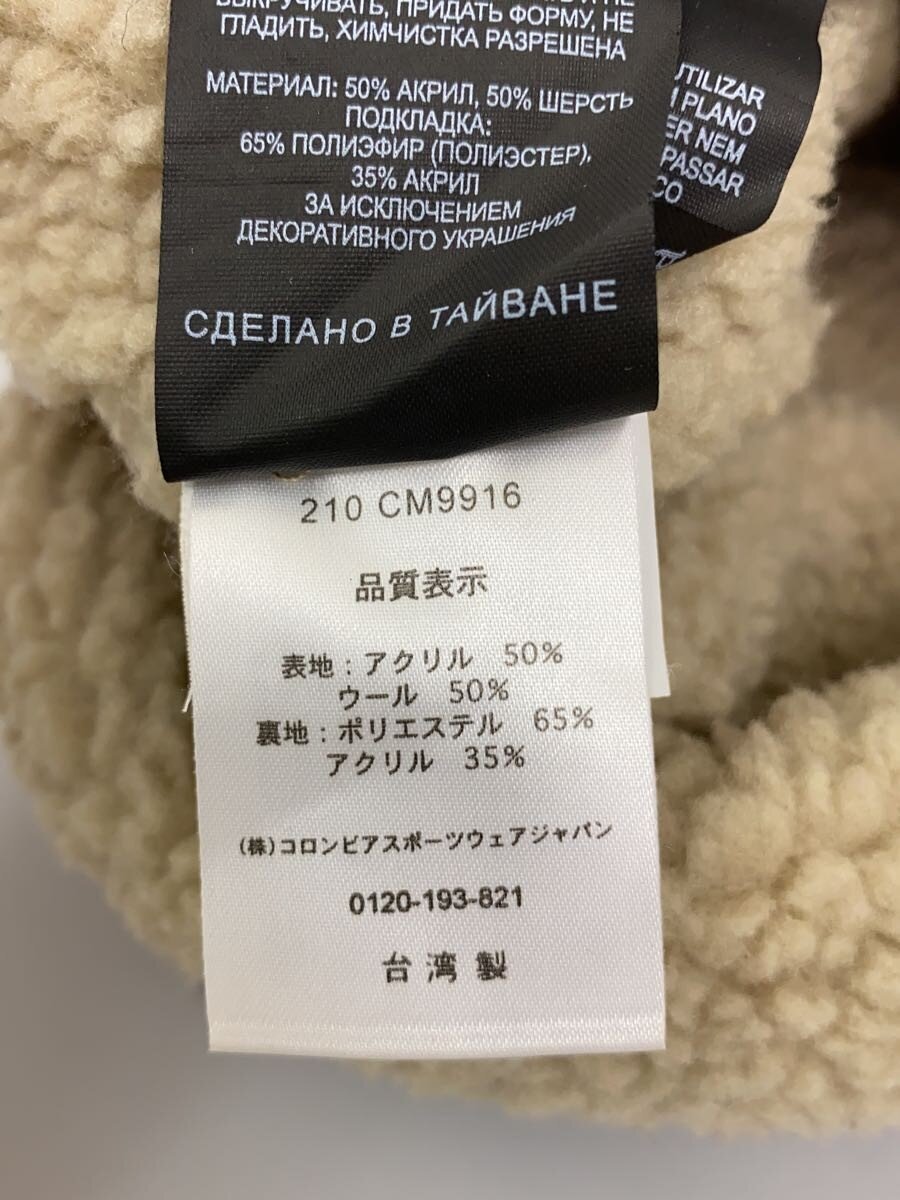 ВЫКРУЧИВАТЬ, ПРИДАТЬ ФОРМУ, НЕ
ГЛАДИТЬ, ХИМЧИСТКА РАЗРЕШЕНА
МАТЕРИАЛ: 50% АКРИЛ, 50% ШЕРСТЬ
ПОДКЛАДКА:
65% ПОЛИЭФИР (ПОЛИЭСТЕР),
35% АКРИЛ
ЗА ИСКЛЮЧЕНИЕМ
ДЕКОРАТИВНОГО УКРАШЕНИЯ
СДЕЛАНО В ТАЙВАНЕ
UTILIZAR
PLANO
NEM
PASSAR
210 CM9916
品質表示
表地：アクリル 50%
ウール 50%
裏地：ポリエステル 65%
アクリル 35%
(株)コロンビアスポーツウェアジャパン
0120-193-821
台湾製